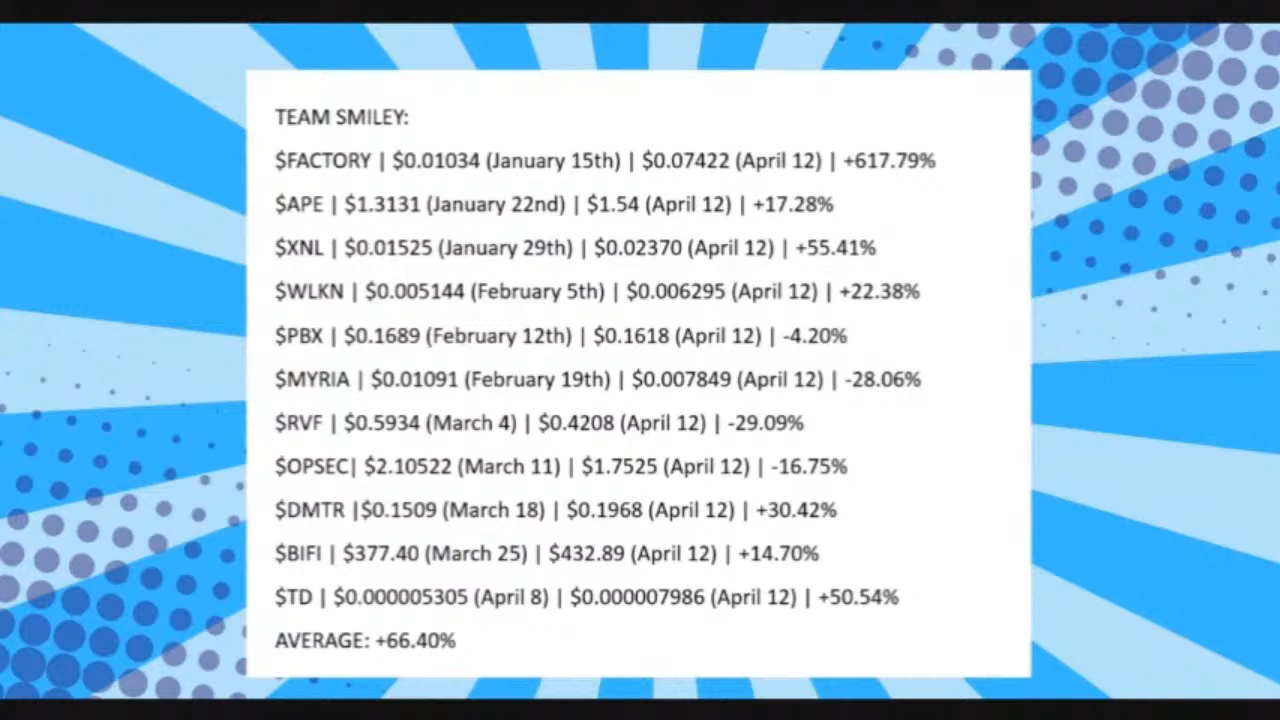 TEAM SMILEY:
$FACTORY | $0.01034 (January 15th) | $0.07422 (April 12) | +617.79%
$APE | $1.3131 (January 22nd) | $1.54 (April 12) | +17.28%
$XNL | $0.01525 (January 29th) | $0.02370 (April 12) | +55.41%
$WLKN | $0.005144 (February 5th) | $0.006295 (April 12) | +22.38%
$PBX | $0.1689 (February 12th) | $0.1618 (April 12) | -4.20%
$MYRIA | $0.01091 (February 19th) | $0.007849 (April 12) | -28.06%
$RVF | $0.5934 (March 4) | $0.4208 (April 12) | -29.09%
$OPSEC| $2.10522 (March 11) | $1.7525 (April 12) | -16.75%
$DMTR |$0.1509 (March 18) | $0.1968 (April 12) | +30.42%
$BIFI | $377.40 (March 25) | $432.89 (April 12) | +14.70%
$TD | $0.000005305 (April 8) | $0.000007986 (April 12) | +50.54%
AVERAGE: +66.40%